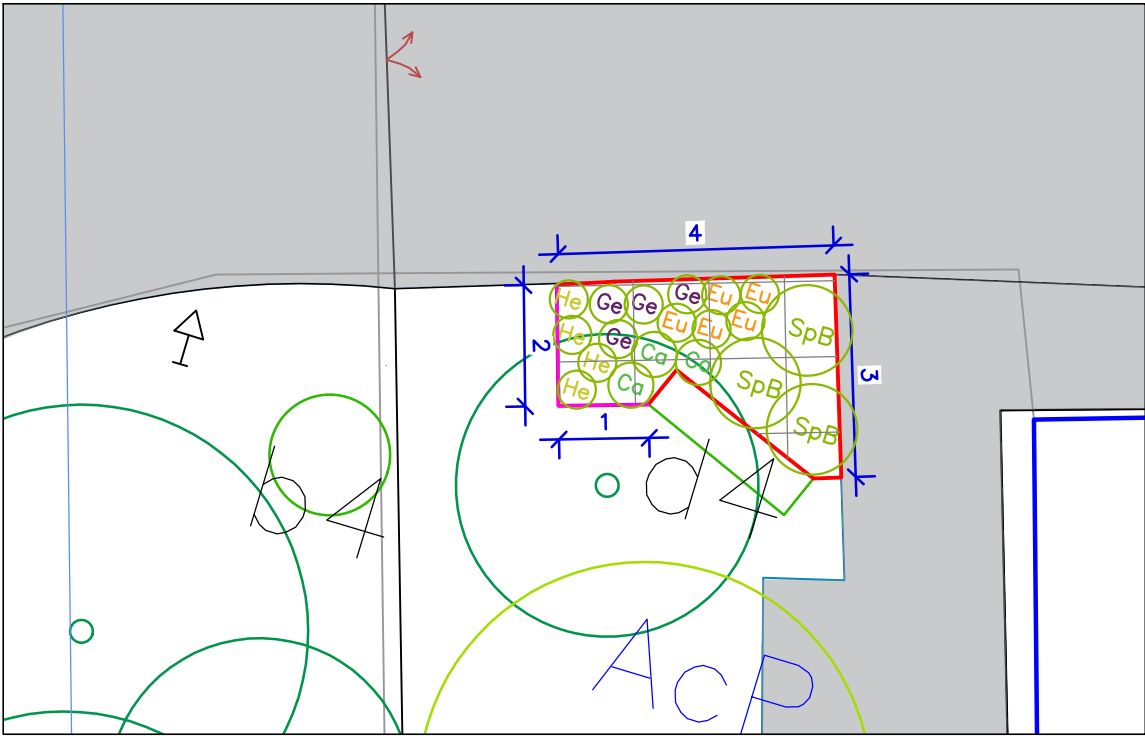 4
He Ge Ge Ge Eu Eu
2 He Ge Eu Eu Eu SpB
He Ca Ca
He Ca SpB 3
1 SpB
d4 d4
ACP